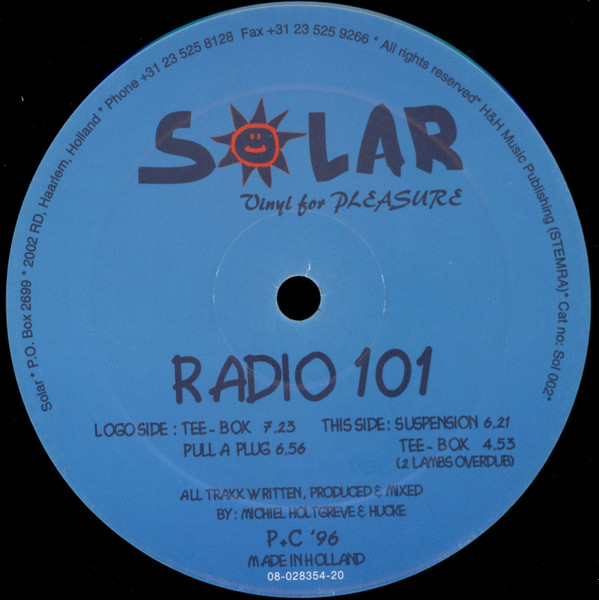 Solar * P.O. Box 2699 * 2002 RD, Haarlem, Holland * Phone +31 23 525 8128 Fax +31 23 525 9266 * All rights reserved* H&H Music Publishing (STEMRA)* Cat no: Sol 002*
SOLAR
Vinyl for PLEASURE
RADIO 101
LOGO SIDE : TEE-BOX 7.23 THIS SIDE : SUSPENSION 6.21
PULL A PLUG 6.56 TEE-BOX 4.53
(2 LAMBS OVERDUB)
ALL TRAXX WRITTEN, PRODUCED & MIXED
BY : MICHIEL HOLTGREVE & HUCKE
P+C '96
MADE IN HOLLAND
08-028354-20